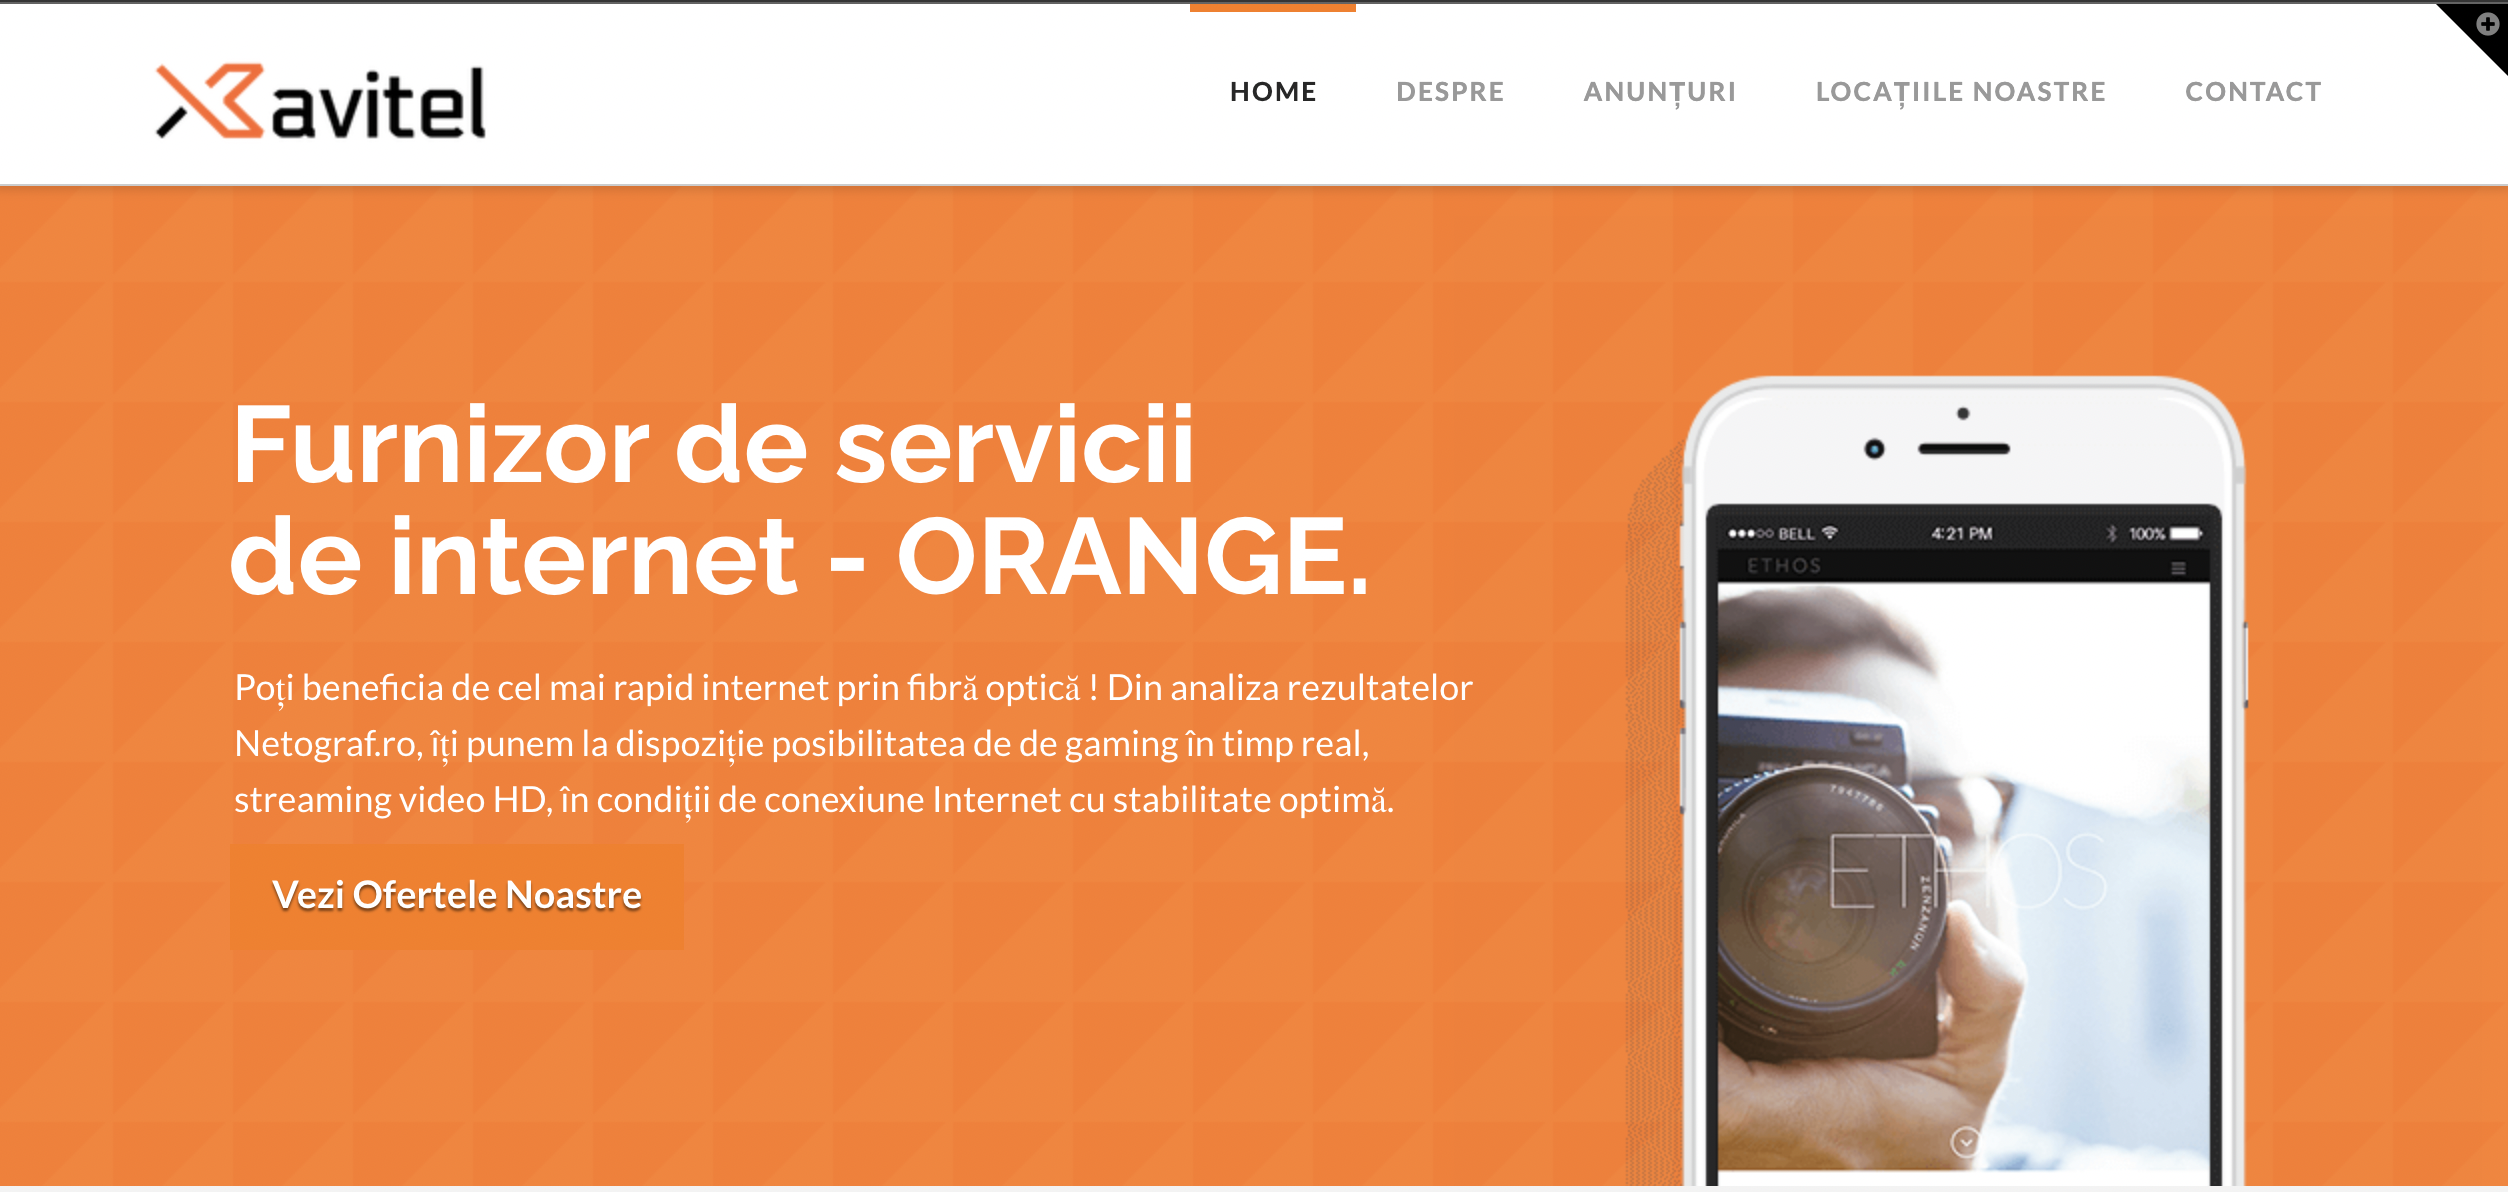 Xavitel
HOME DESPRE ANUNȚURI LOCAȚIILE NOASTRE CONTACT
Furnizor de servicii
de internet - ORANGE.
Poți beneficia de cel mai rapid internet prin fibră optică ! Din analiza rezultatelor
Netograf.ro, îți punem la dispoziție posibilitatea de de gaming în timp real,
streaming video HD, în condiții de conexiune Internet cu stabilitate optimă.
Vezi Ofertele Noastre
BELL 4:21 PM 100%
ETHOS
7947785
ETHOS
ZENZANON